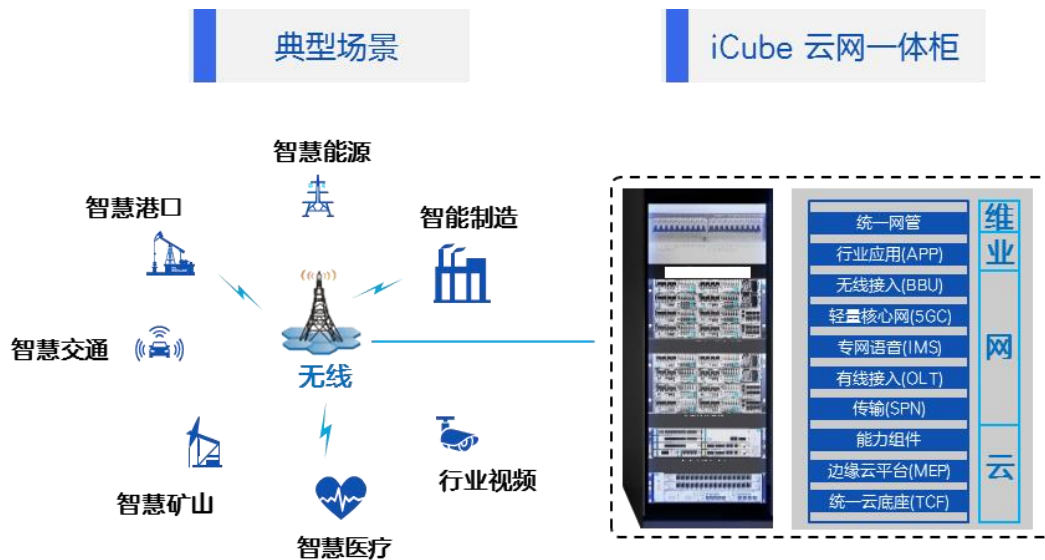 典型场景
iCube 云网一体柜
智慧能源
智慧港口
智能制造
智慧交通
无线
智慧矿山
行业视频
智慧医疗
统一网管
行业应用(APP)
无线接入(BBU)
轻量核心网(5GC)
专网语音(IMS)
有线接入(OLT)
传输(SPN)
能力组件
边缘云平台(MEP)
统一云底座(TCF)
维
业
网
云